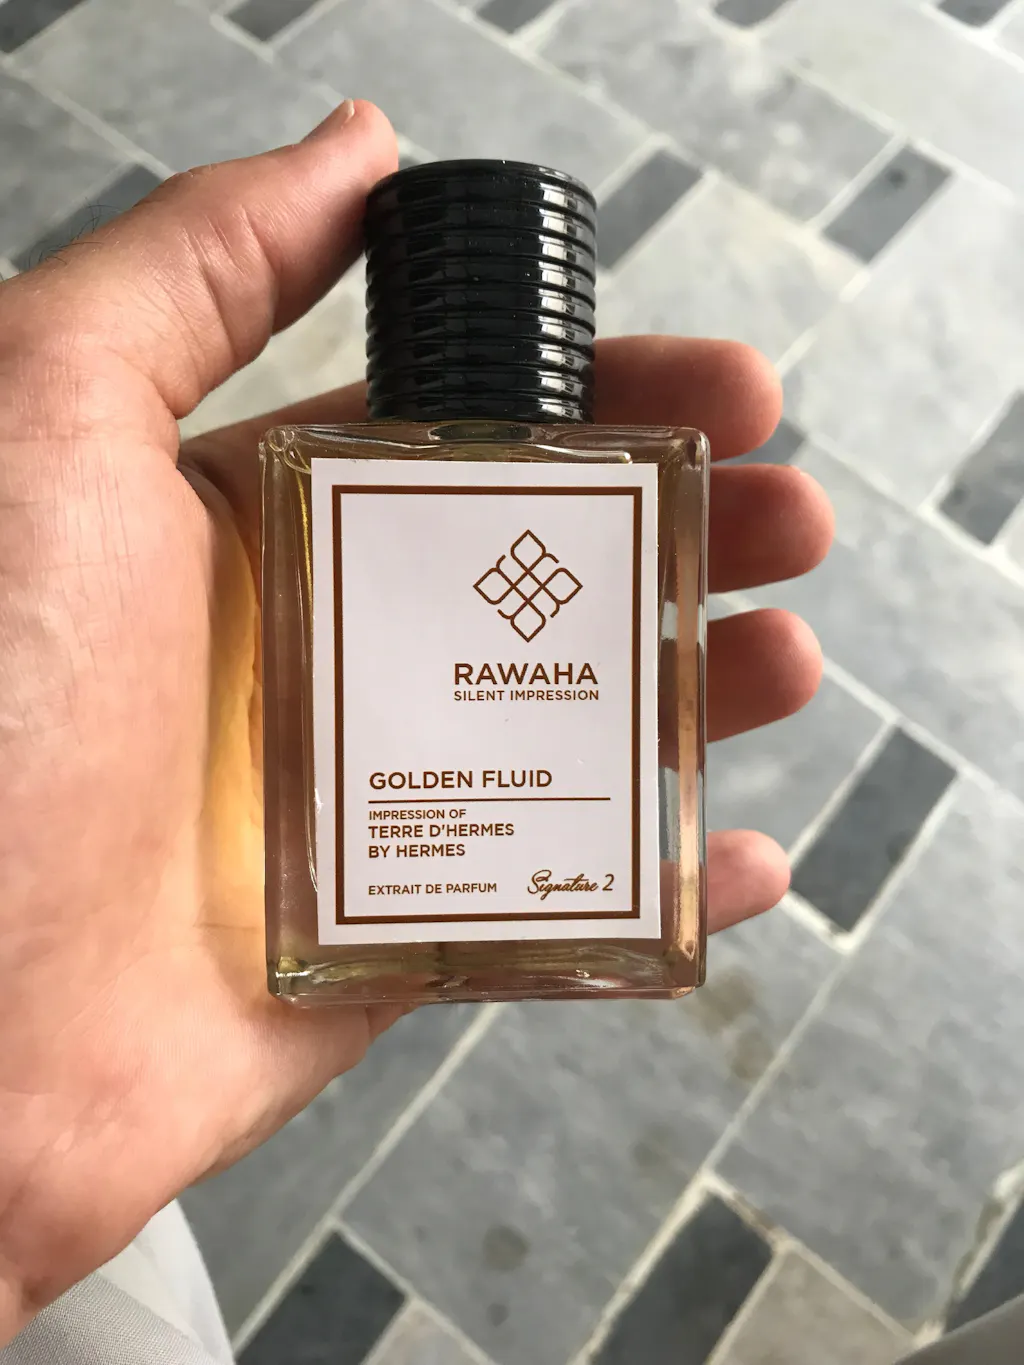 RAWAHA
SILENT IMPRESSION
GOLDEN FLUID
IMPRESSION OF
TERRE D'HERMES
BY HERMES
EXTRAIT DE PARFUM Signature 2